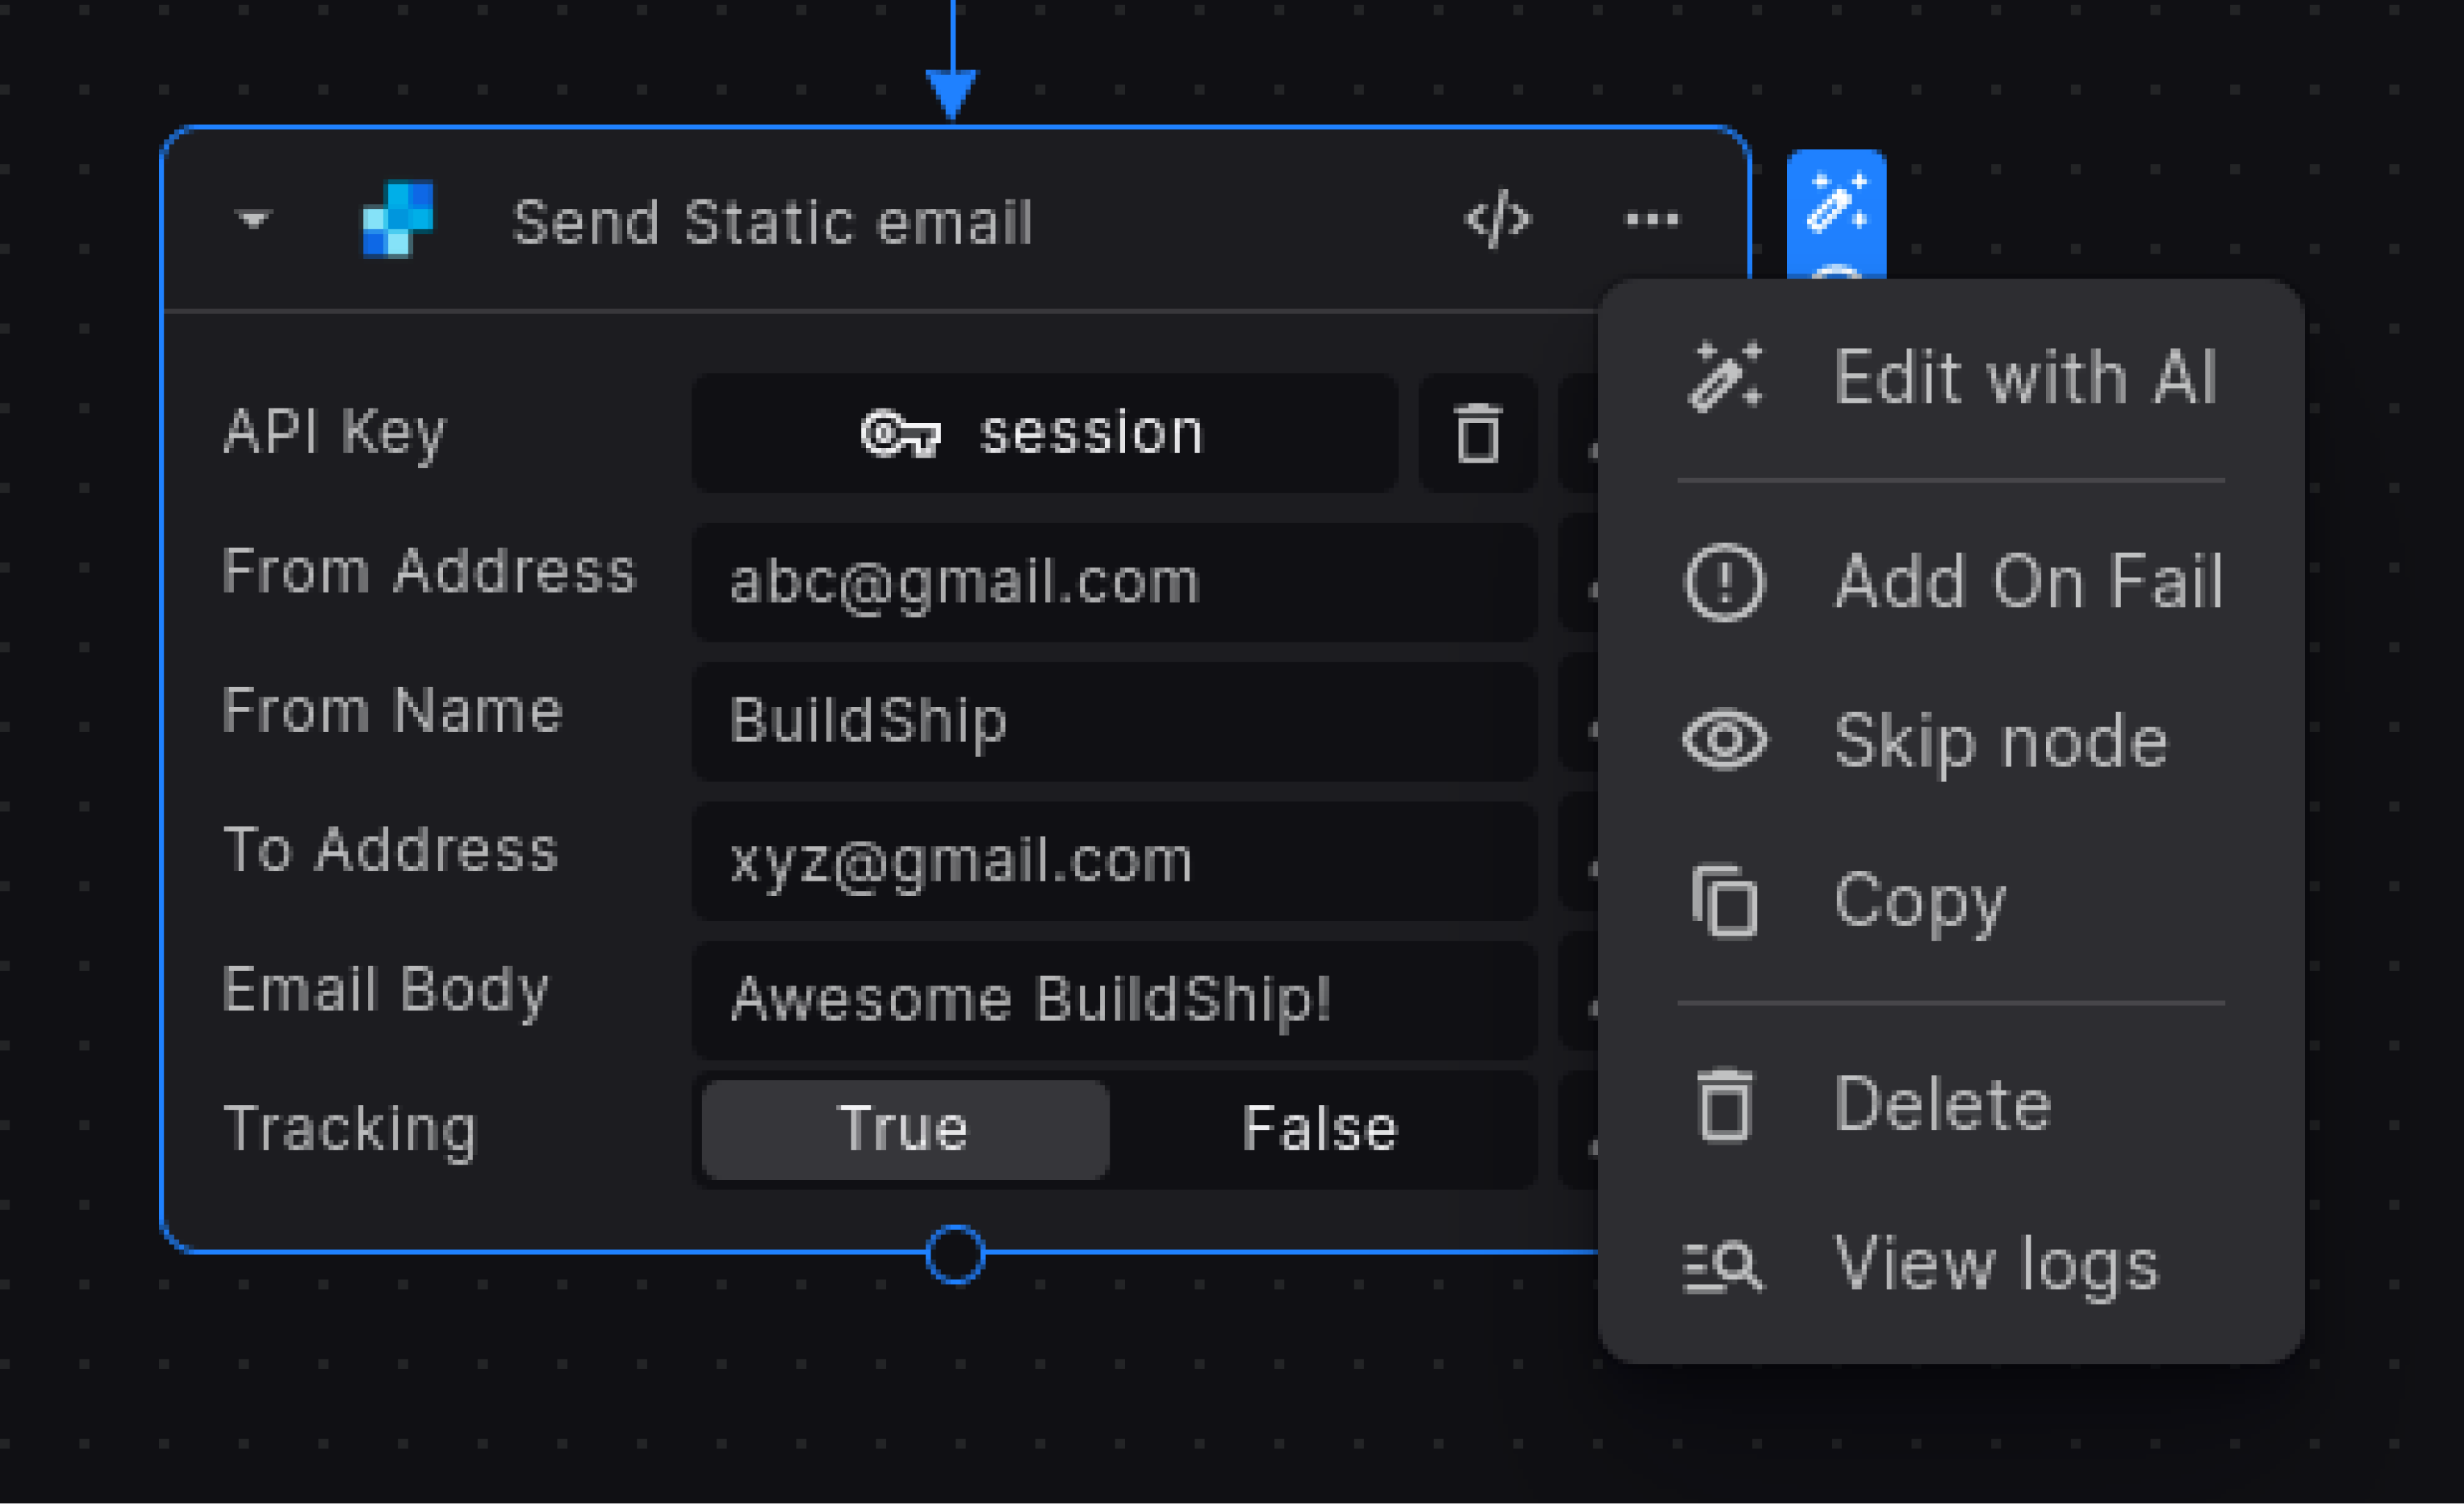 Send Static email
API Key
session
From Address
abc@gmail.com
From Name
BuildShip
To Address
xyz@gmail.com
Email Body
Awesome BuildShip!
Tracking
True
False
Edit with AI
Add On Fail
Skip node
Copy
Delete
View logs